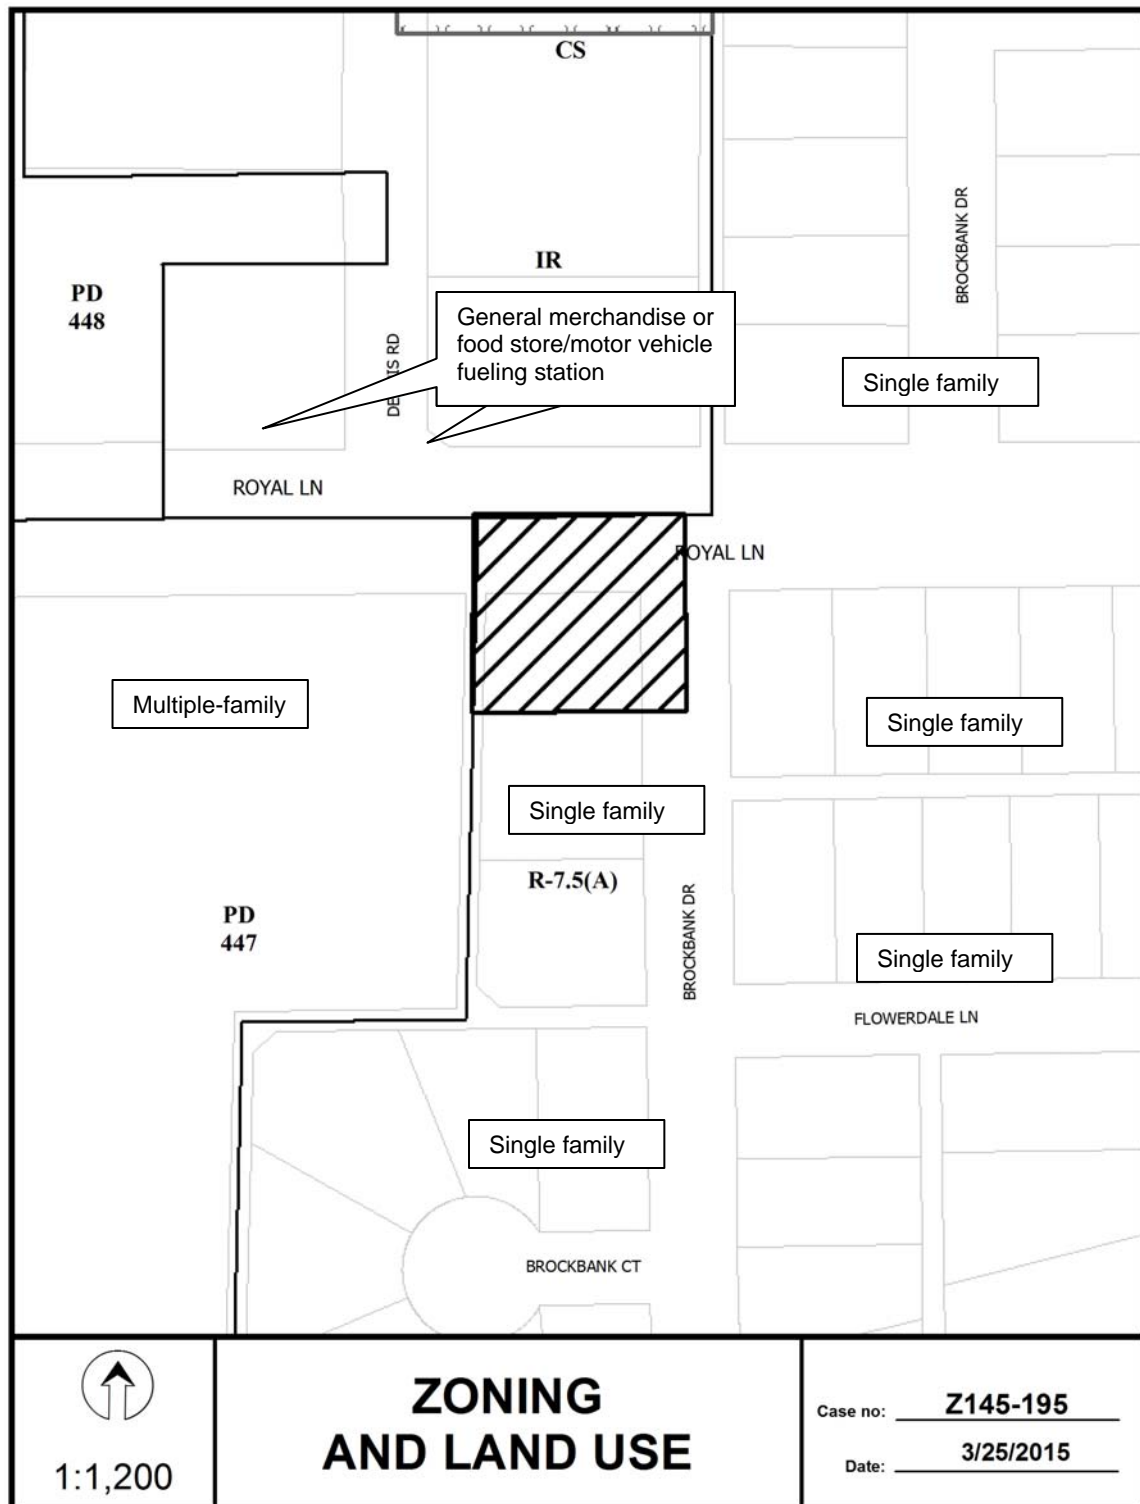 CS
BROCKBANK DR
IR
PD
448
General merchandise or
food store/motor vehicle
fueling station
Single family
ROYAL LN
ROYAL LN
Multiple-family
Single family
Single family
R-7.5(A)
BROCKBANK DR
PD
447
Single family
FLOWERDALE LN
Single family
BROCKBANK CT
1:1,200
ZONING
AND LAND USE
Case no: Z145-195
Date: 3/25/2015